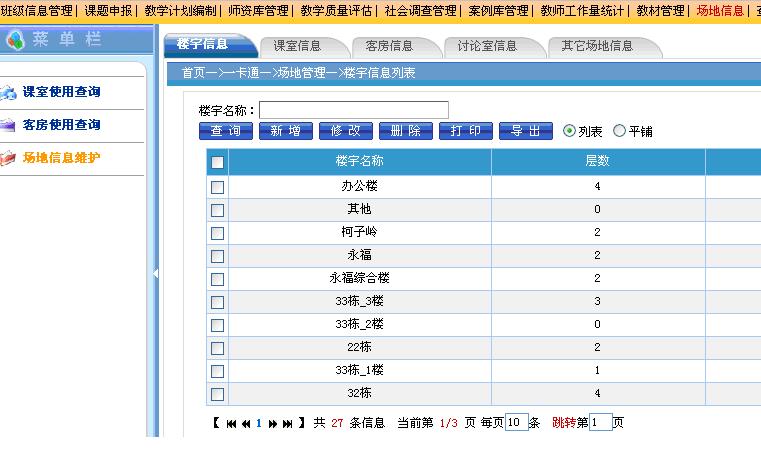 班级信息管理| 课题申报| 教学计划编制| 师资库管理| 教学质量评估| 社会调查管理| 案例库管理| 教师工作量统计| 教材管理| 场地信息|
菜 单 栏
楼宇信息 课室信息 客房信息 讨论室信息 其它场地信息
首页—>一卡通—>场地管理—>楼宇信息列表
课室使用查询
客房使用查询
场地信息维护
楼宇名称：
查 询 新 增 修 改 删 除 打 印 导 出 列表 平铺
楼宇名称 层数
办公楼 4
其他 0
柯子岭 2
永福 2
永福综合楼 2
33栋_3楼 3
33栋_2楼 0
22栋 2
33栋_1楼 1
32栋 4
【 1 】 共 27 条信息 当前第 1/3 页 每页10条 跳转第1页